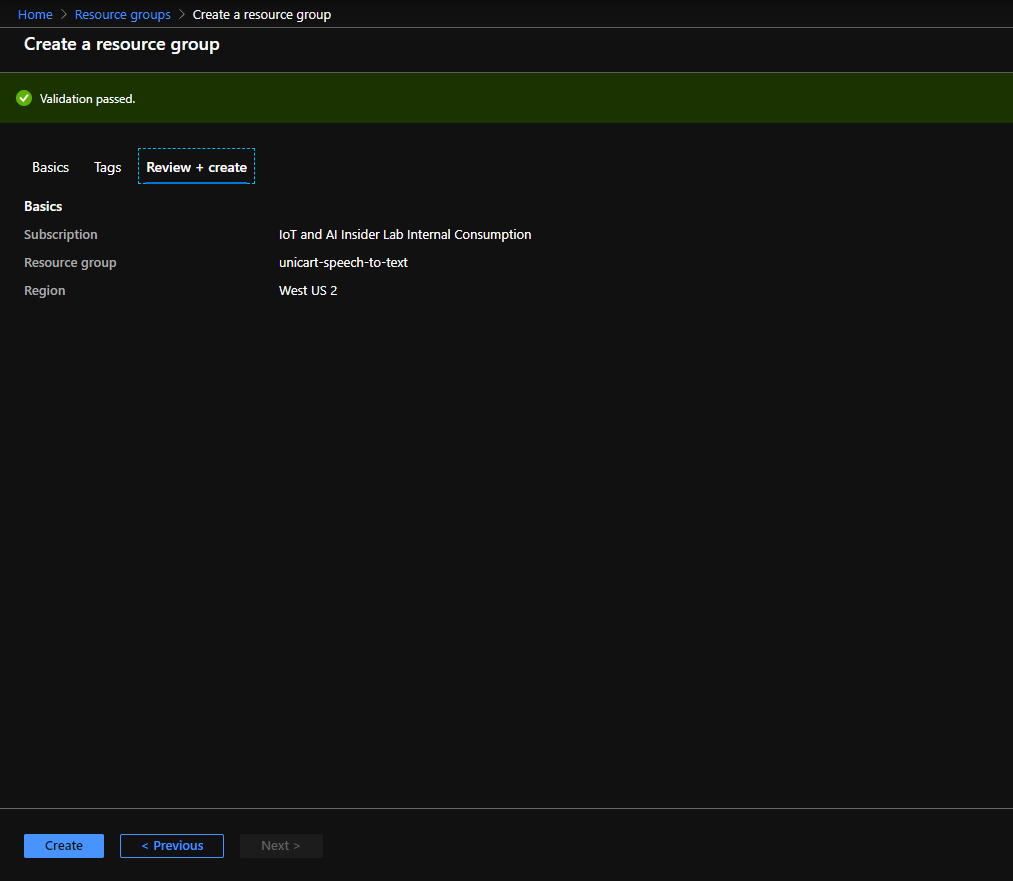 Home > Resource groups > Create a resource group
Create a resource group
Validation passed.
Basics Tags Review + create
Basics
Subscription IoT and AI Insider Lab Internal Consumption
Resource group unicart-speech-to-text
Region West US 2
Create < Previous Next >